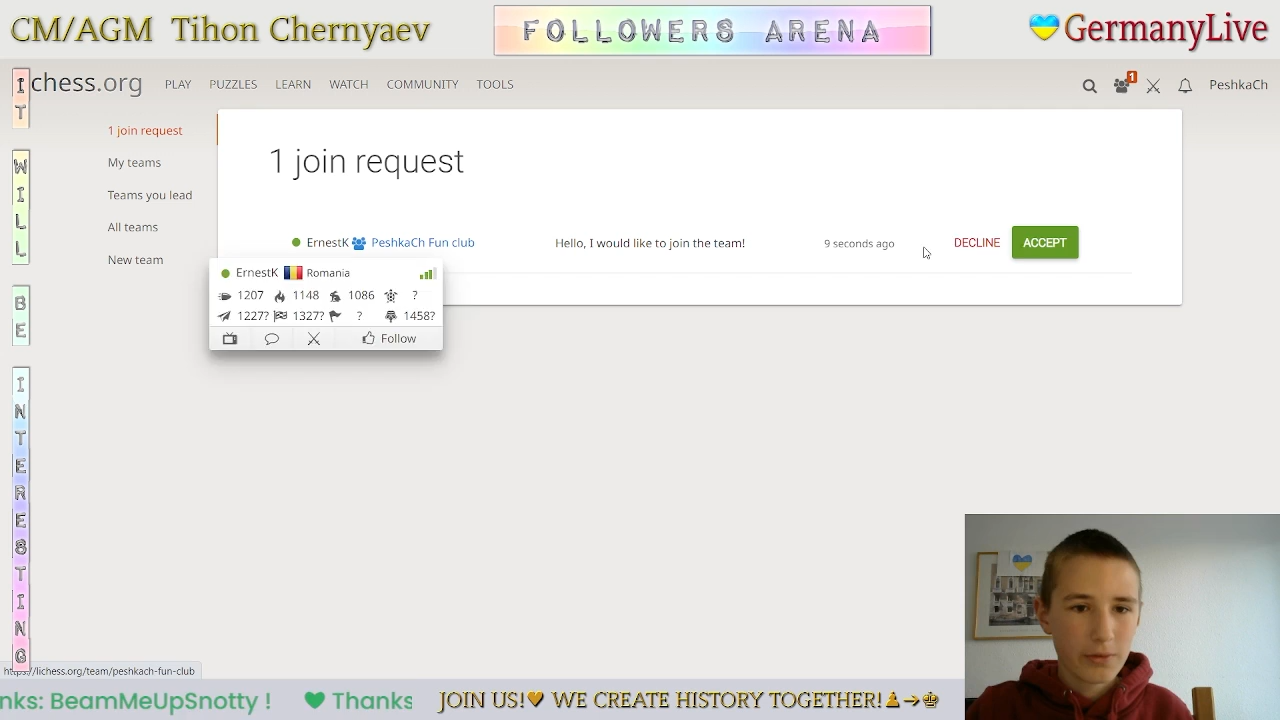 CM/AGM Tihon Chernyaev
FOLLOWERS ARENA
GermanyLive
chess.org
PLAY
PUZZLES
LEARN
WATCH
COMMUNITY
TOOLS
1
PeshkaCh
IT
WILL
BE
INTERESTING
1 join request
My teams
Teams you lead
All teams
New team
1 join request
ErnestK PeshkaCh Fun club
Hello, I would like to join the team!
9 seconds ago
DECLINE
ACCEPT
ErnestK Romania
1207 1148 1086 ?
1227? 1327? ? 1458?
Follow
https://lichess.org/team/peshkach-fun-club
nks: BeamMeUpSnotty !
Thanks
JOIN US!🧡 WE CREATE HISTORY TOGETHER!♟➔♚